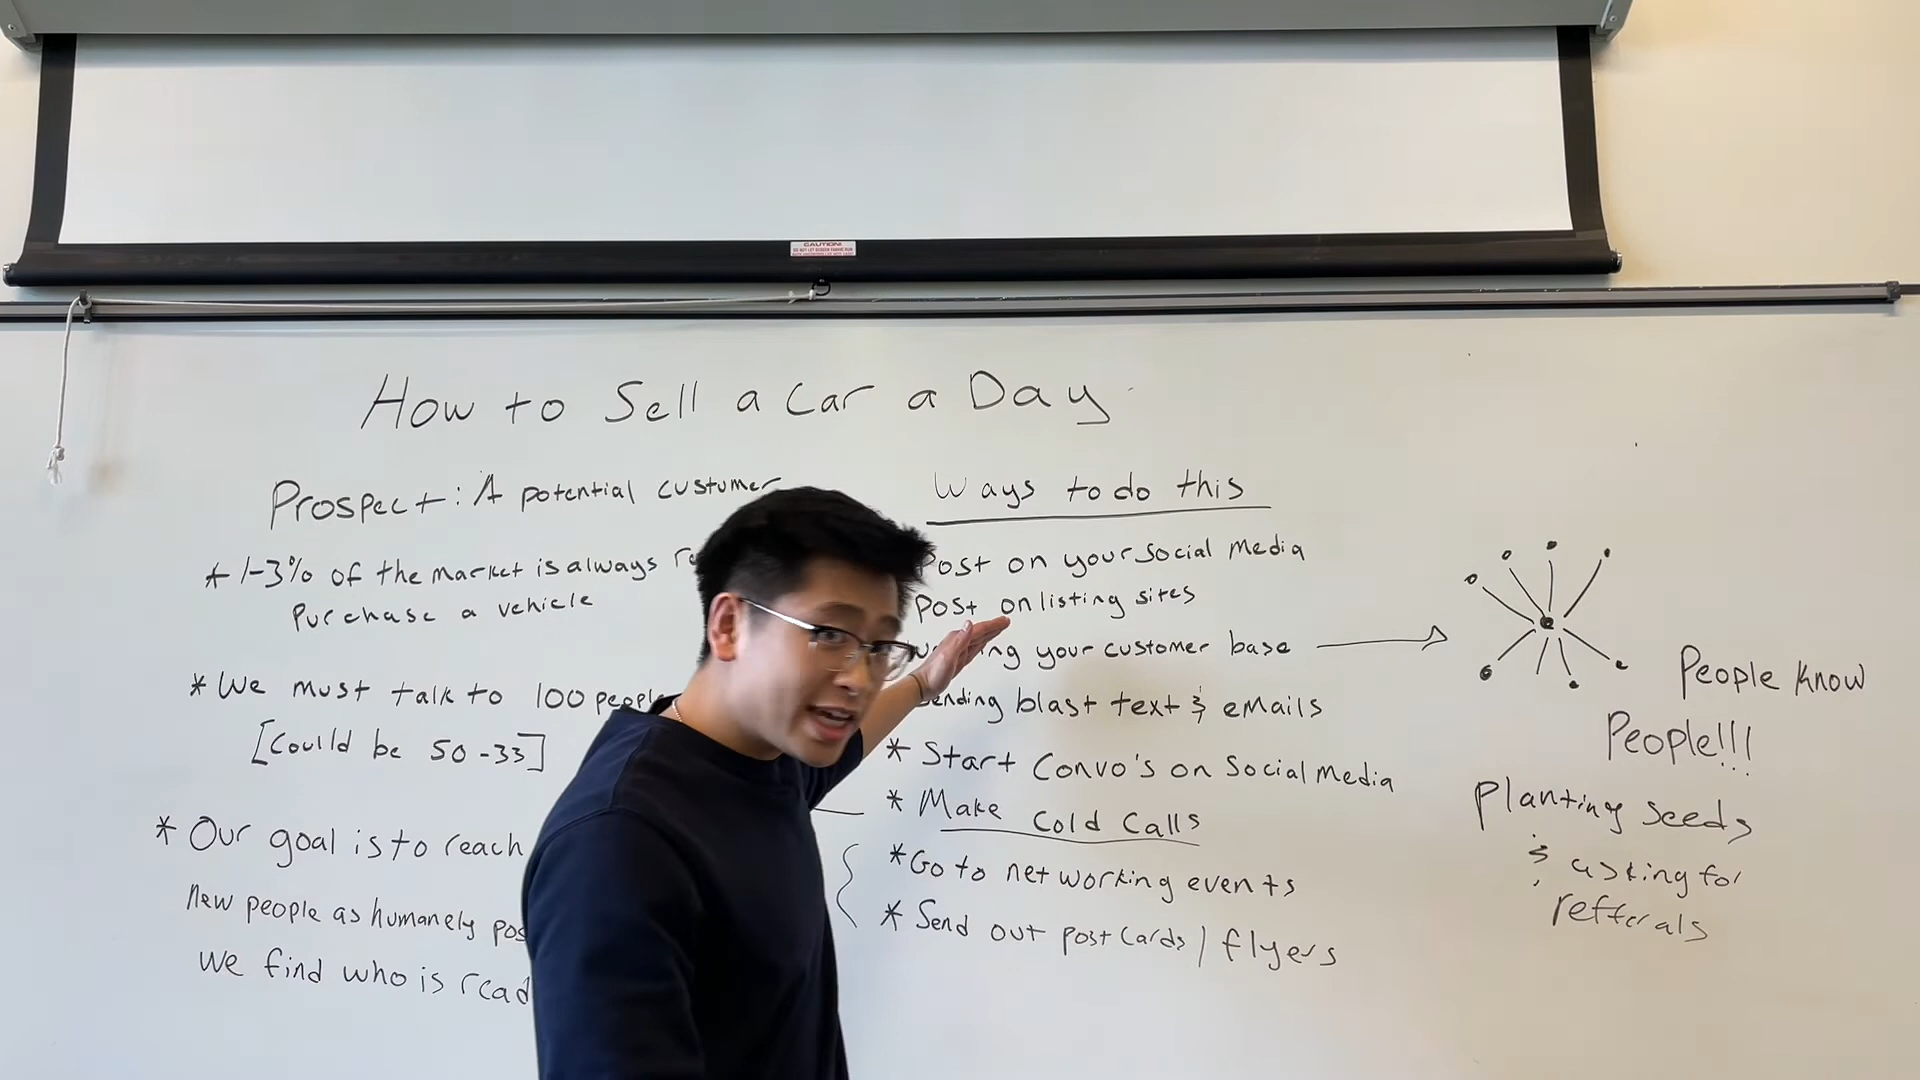 CAUTION!
How to Sell a Car a Day
Prospect: A potential customer
* 1-3% of the market is always
Purchase a vehicle
* We must talk to 100 people
[Could be 50-33]
* Our goal is to reach
New people as humanely
we find who is
Ways to do this
Post on your social media
Post on listing sites
your customer base
blast text & emails
* Start Convo's on Social Media
* Make Cold Calls
* Go to networking events
* Send out postcards / flyers
People Know
People!!!
Planting seeds
& asking for
refferals